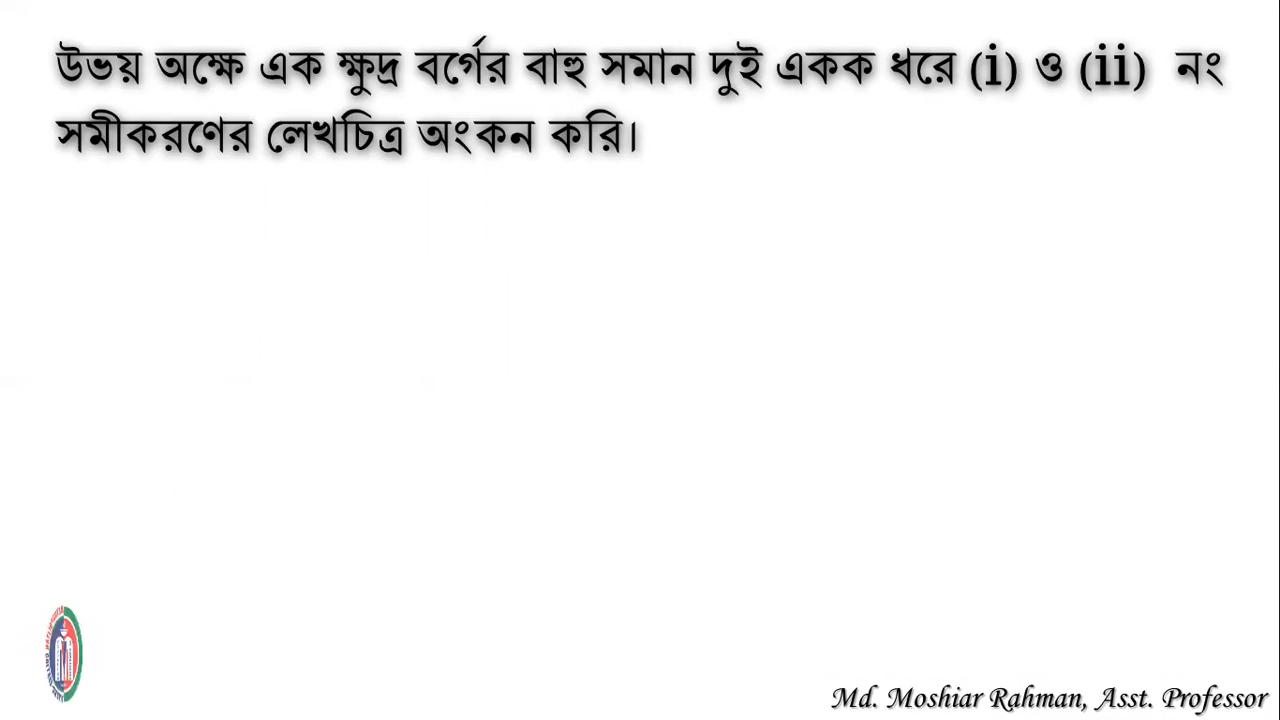 উভয় অক্ষে এক ক্ষুদ্র বর্গের বাহু সমান দুই একক ধরে (i) ও (ii) নং
সমীকরণের লেখচিত্র অংকন করি।
Md. Moshiar Rahman, Asst. Professor